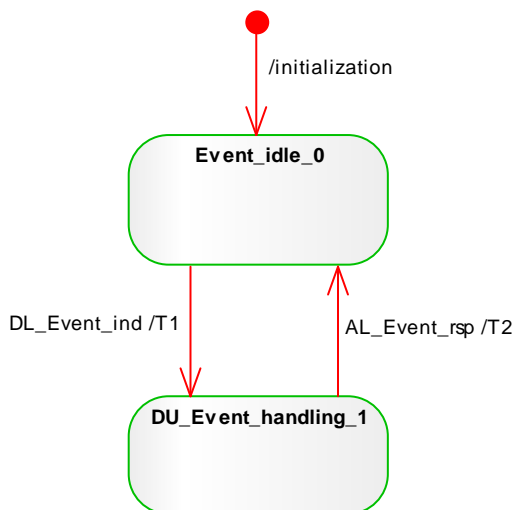 /initialization
Event_idle_0
DL_Event_ind /T1
AL_Event_rsp /T2
DU_Event_handling_1